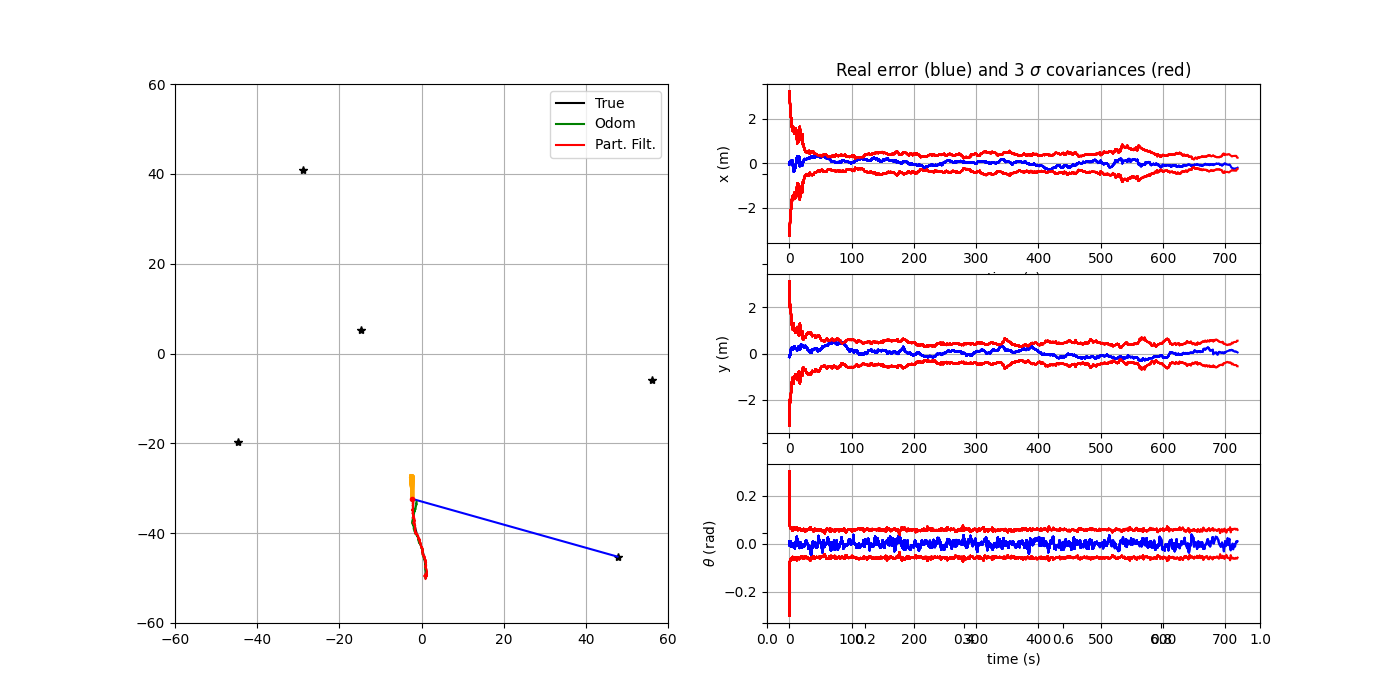 60
40
20
0
−20
−40
−60
−60 −40 −20 0 20 40 60
True
Odom
Part. Filt.
Real error (blue) and 3 σ covariances (red)
x (m)
2
0
−2
0 100 200 300 400 500 600 700
y (m)
2
0
−2
0 100 200 300 400 500 600 700
θ (rad)
0.2
0.0
−0.2
0.0 0 100 0.2 200 300 400 0.6 500 700 1.0
time (s)